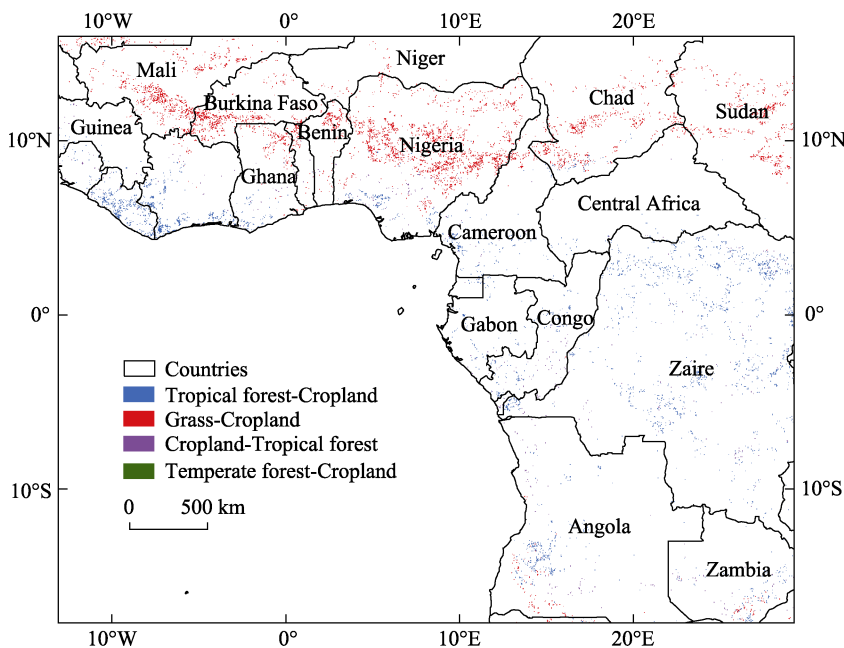 10°W 0° 10°E 20°E
Niger
Mali
Chad
Burkina Faso
Sudan
Guinea
Benin
10°N
10°N
Nigeria
Ghana
Central Africa
Cameroon
0°
Gabon
Congo
0°
Zaire
Countries
Tropical forest-Cropland
Grass-Cropland
Cropland-Tropical forest
Temperate forest-Cropland
10°S
10°S
0 500 km
Angola
Zambia
10°W 0° 10°E 20°E